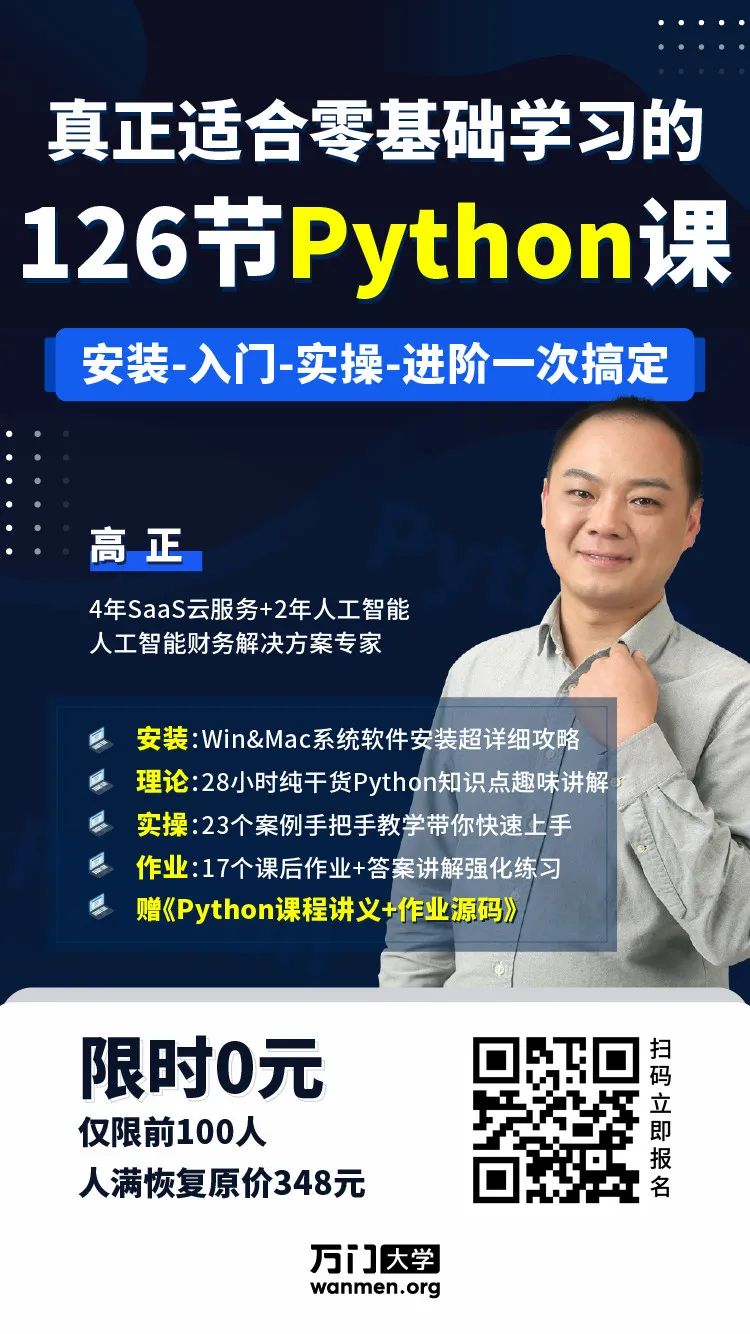 真正适合零基础学习的
126节Python课
安装-入门-实操-进阶一次搞定
高 正
4年SaaS云服务+2年人工智能
人工智能财务解决方案专家
安装:Win&Mac系统软件安装超详细攻略
理论:28小时纯干货Python知识点趣味讲解
实操:23个案例手把手教学带你快速上手
作业:17个课后作业+答案讲解强化练习
赠《Python课程讲义+作业源码》
限时0元
仅限前100人
人满恢复原价348元
扫码立即报名
万门大学
wanmen.org